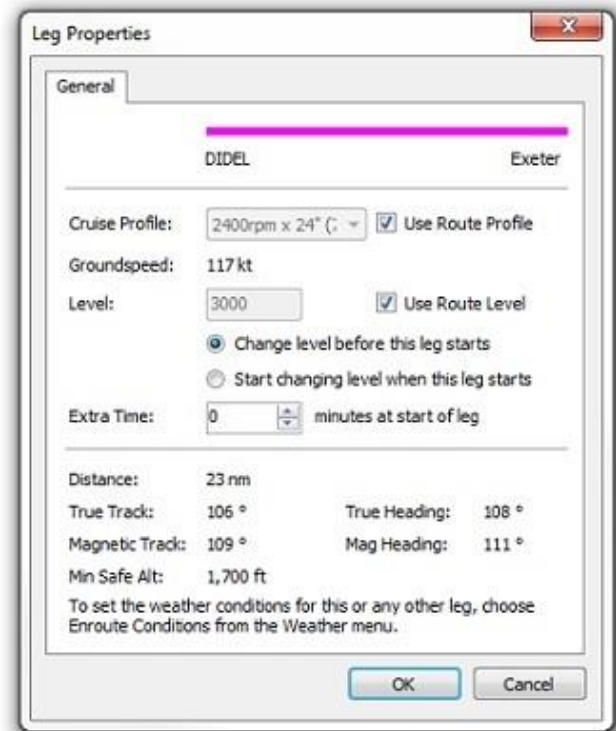 Leg Properties
General
DIDEL Exeter
Cruise Profile: 2400rpm x 24" (2 Use Route Profile
Groundspeed: 117 kt
Level: 3000 Use Route Level
Change level before this leg starts
Start changing level when this leg starts
Extra Time: 0 minutes at start of leg
Distance: 23 nm
True Track: 106 ° True Heading: 108 °
Magnetic Track: 109 ° Mag Heading: 111 °
Min Safe Alt: 1,700 ft
To set the weather conditions for this or any other leg, choose
Enroute Conditions from the Weather menu.
OK Cancel